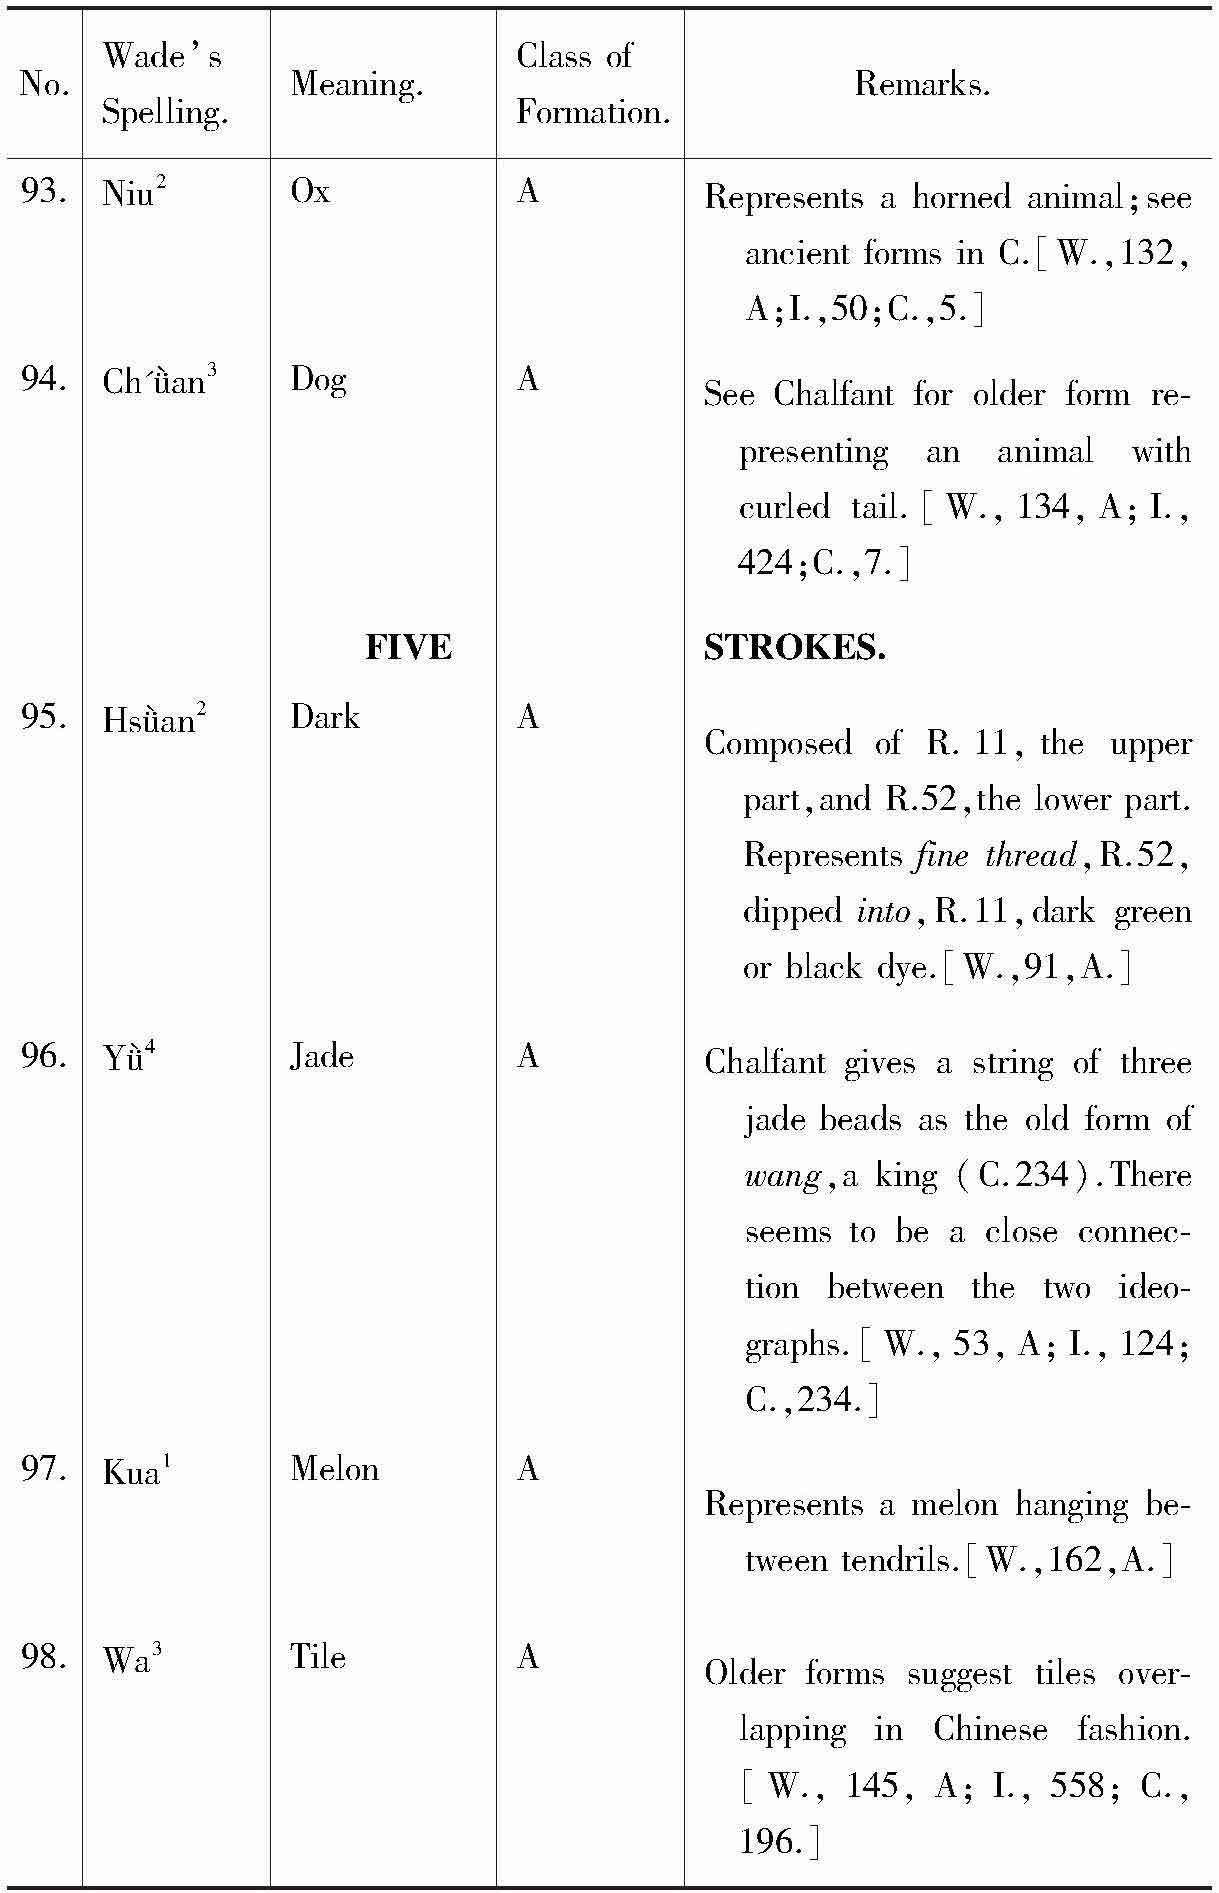 No. Wade's Spelling. Meaning. Class of Formation. Remarks.
93. Niu² Ox A Represents a horned animal; see
ancient forms in C.[ W.,132,
A;I.,50;C.,5.]
94. Ch´ǜan³ Dog A See Chalfant for older form re-
presenting an animal with
curled tail. [ W., 134, A; I.,
424;C.,7.]
FIVE STROKES.
95. Hsǜan² Dark A Composed of R. 11, the upper
part,and R.52,the lower part.
Represents fine thread,R.52,
dipped into,R.11,dark green
or black dye.[ W.,91,A.]
96. Yǜ⁴ Jade A Chalfant gives a string of three
jade beads as the old form of
wang,a king (C.234).There
seems to be a close connec-
tion between the two ideo-
graphs. [ W., 53, A; I., 124;
C.,234.]
97. Kua¹ Melon A Represents a melon hanging be-
tween tendrils.[ W.,162,A.]
98. Wa³ Tile A Older forms suggest tiles over-
lapping in Chinese fashion.
[ W., 145, A; I., 558; C.,
196.]